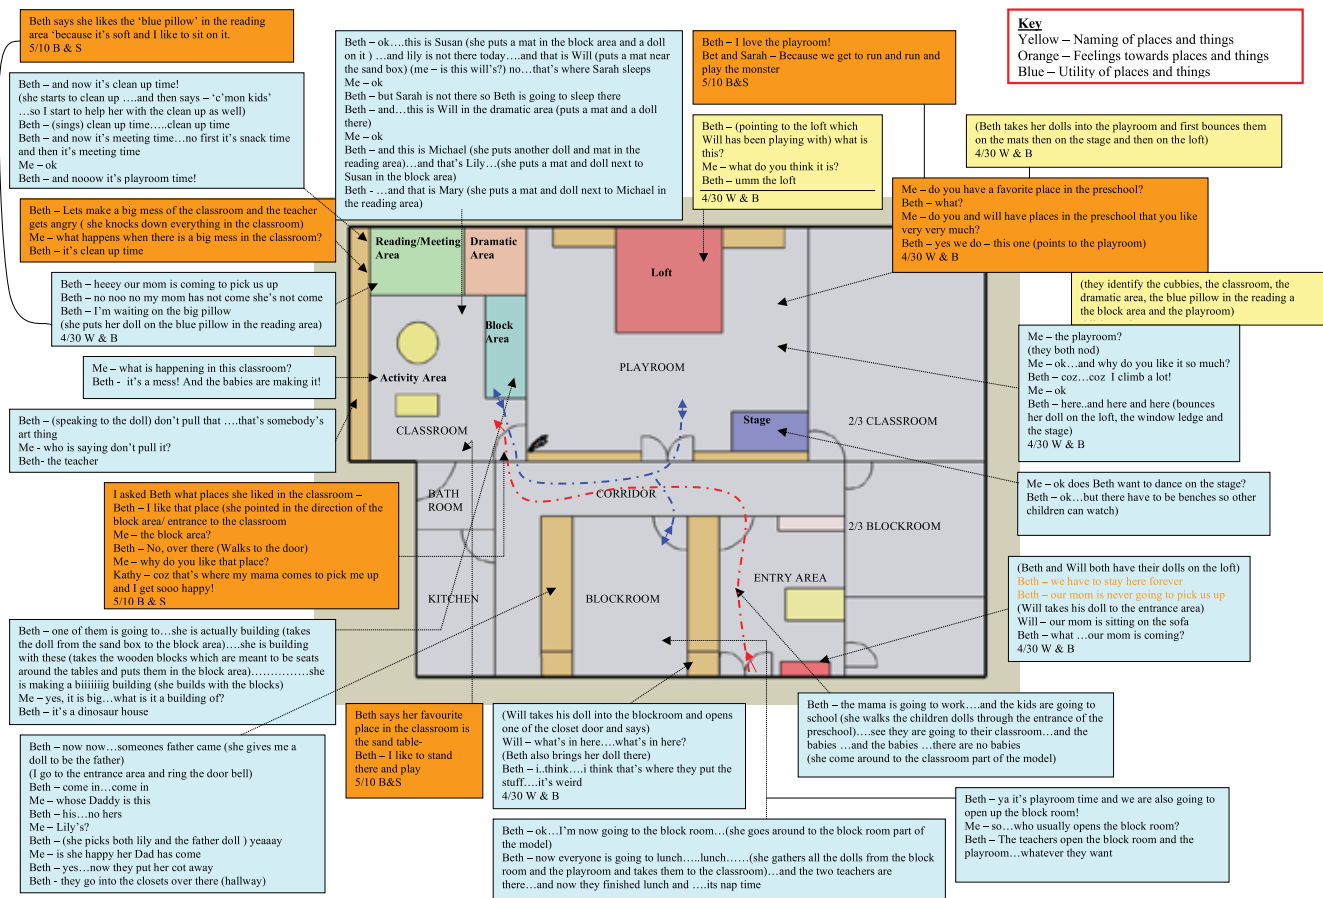 Beth says she likes the ‘blue pillow’ in the reading
area ‘because it’s soft and I like to sit on it.
5/10 B & S
Beth – and now it’s clean up time!
(she starts to clean up ….and then says – ‘c’mon kids’
…so I start to help her with the clean up as well)
Beth – (sings) clean up time…..clean up time
Beth – and now it’s meeting time…no first it’s snack time
and then it’s meeting time
Me – ok
Beth – and nooow it’s playroom time!
Beth – Lets make a big mess of the classroom and the teacher
gets angry ( she knocks down everything in the classroom)
Me – what happens when there is a big mess in the classroom?
Beth – it’s clean up time
Beth – heeey our mom is coming to pick us up
Beth – no noo no my mom has not come she’s not come
Beth – I’m waiting on the big pillow
(she puts her doll on the blue pillow in the reading area)
4/30 W & B
Me – what is happening in this classroom?
Beth -  it’s a mess! And the babies are making it!
Beth – (speaking to the doll) don’t pull that ….that’s somebody’s
art thing
Me - who is saying don’t pull it?
Beth- the teacher
I asked Beth what places she liked in the classroom –
Beth – I like that place (she pointed in the direction of the
block area/ entrance to the classroom
Me – the block area?
Beth – No, over there (Walks to the door)
Me – why do you like that place?
Kathy – coz that’s where my mama comes to pick me up
and I get sooo happy!
5/10 B & S
Beth – one of them is going to…she is actually building (takes
the doll from the sand box to the block area)….she is building
with these (takes the wooden blocks which are meant to be seats
around the tables and puts them in the block area)……………she
is making a biiiiiiig building (she builds with the blocks)
Me – yes, it is big…what is it a building of?
Beth – it’s a dinosaur house
Beth – now now…someones father came (she gives me a
doll to be the father)
(I go to the entrance area and ring the door bell)
Beth – come in…come in
Me – whose Daddy is this
Beth – his…no hers
Me – Lily’s?
Beth – (she picks both lily and the father doll ) yeaaay
Me – is she happy her Dad has come
Beth – yes…now they put her cot away
Beth - they go into the closets over there (hallway)
Beth – ok….this is Susan (she puts a mat in the block area and a doll
on it ) …and lily is not there today….and that is Will (puts a mat near
the sand box) (me – is this will’s?) no…that’s where Sarah sleeps
Me – ok
Beth – but Sarah is not there so Beth is going to sleep there
Beth – and…this is Will in the dramatic area (puts a mat and a doll
there)
Me – ok
Beth – and this is Michael (she puts another doll and mat in the
reading area)…and that’s Lily…(she puts a mat and doll next to
Susan in the block area)
Beth - …and that is Mary (she puts a mat and doll next to Michael in
the reading area)
Beth – I love the playroom!
Bet and Sarah – Because we get to run and run and
play the monster
5/10 B&S
Beth – (pointing to the loft which
Will has been playing with) what is
this?
Me – what do you think it is?
Beth – umm the loft
4/30 W & B
Key
Yellow – Naming of places and things
Orange – Feelings towards places and things
Blue – Utility of places and things
(Beth takes her dolls into the playroom and first bounces them
on the mats then on the stage and then on the loft)
4/30 W & B
Me – do you have a favorite place in the preschool?
Beth – what?
Me – do you and will have places in the preschool that you like
very very much?
Beth – yes we do – this one (points to the playroom)
4/30 W & B
(they identify the cubbies, the classroom, the
dramatic area, the blue pillow in the reading a
the block area and the playroom)
Me – the playroom?
(they both nod)
Me – ok…and why do you like it so much?
Beth – coz…coz  I climb a lot!
Me – ok
Beth – here..and here and here (bounces
her doll on the loft, the window ledge and
the stage)
4/30 W & B
Me – ok does Beth want to dance on the stage?
Beth – ok…but there have to be benches so other
children can watch)
(Beth and Will both have their dolls on the loft)
Beth – we have to stay here forever
Beth – our mom is never going to pick us up
(Will takes his doll to the entrance area)
Will – our mom is sitting on the sofa
Beth – what …our mom is coming?
4/30 W & B
Reading/Meeting
Area
Dramatic
Area
Block
Area
Activity Area
CLASSROOM
Loft
PLAYROOM
Stage
2/3 CLASSROOM
BATH
ROOM
CORRIDOR
2/3 BLOCKROOM
KITCHEN
BLOCKROOM
ENTRY AREA
Beth says her favourite
place in the classroom is
the sand table-
Beth – I like to stand
there and play
5/10 B&S
(Will takes his doll into the blockroom and opens
one of the closet door and says)
Will – what’s in here….what’s in here?
(Beth also brings her doll there)
Beth – i..think….i think that’s where they put the
stuff….it’s weird
4/30 W & B
Beth – the mama is going to work….and the kids are going to
school (she walks the children dolls through the entrance of the
preschool)….see they are going to their classroom…and the
babies …and the babies …there are no babies
(she come around to the classroom part of the model)
Beth – ok…I’m now going to the block room…(she goes around to the block room part of
the model)
Beth – now everyone is going to lunch…..lunch……(she gathers all the dolls from the block
room and the playroom and takes them to the classroom)…and the two teachers are
there…and now they finished lunch and ….its nap time
Beth – ya it’s playroom time and we are also going to
open up the block room!
Me – so…who usually opens the block room?
Beth – The teachers open the block room and the
playroom…whatever they want